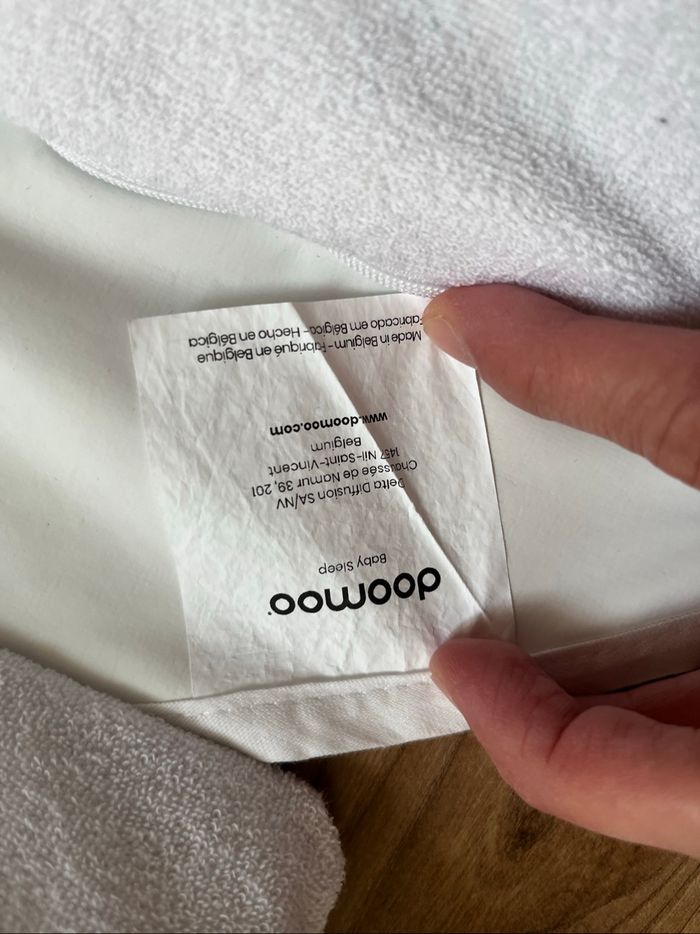 doomoo
Baby Sleep
Delta Diffusion SA/NV
Chaussée de Namur 39, 201
1457 Nil-Saint-Vincent
Belgium
www.doomoo.com
Made in Belgium - Fabriqué en Belgique
Fabricado em Bélgica - Hecho en Bélgica